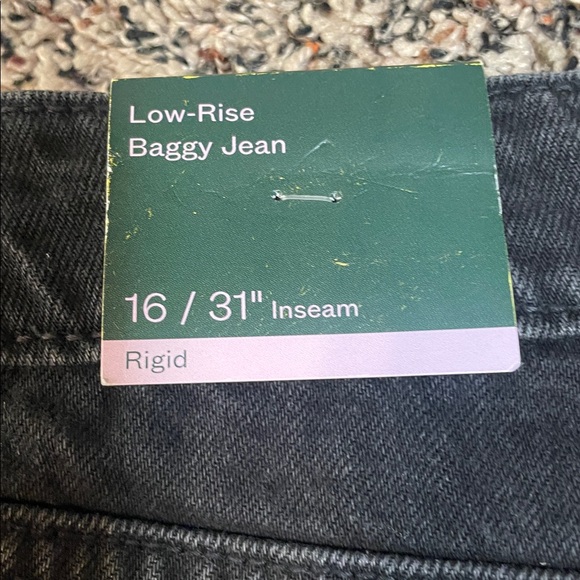 Low-Rise
Baggy Jean
16 / 31" Inseam
Rigid